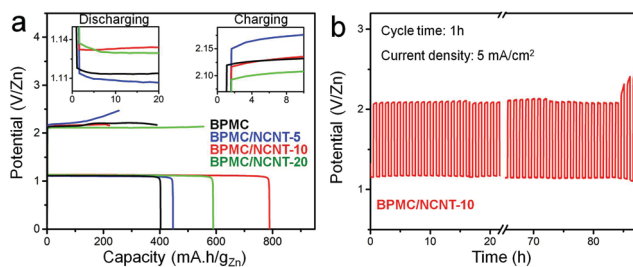 a
Discharging
Charging
1.14
1.11
0
10
20
2.15
2.10
0
5
10
Potential (V/Zn)
4
3
2
1
0
BPMC
BPMC/NCNT-5
BPMC/NCNT-10
BPMC/NCNT-20
0 200 400 600 800
Capacity (mA.h/gZn)
b
Cycle time: 1h
Current density: 5 mA/cm²
Potential (V/Zn)
3
2
1
BPMC/NCNT-10
0 10 20 70 80
Time (h)